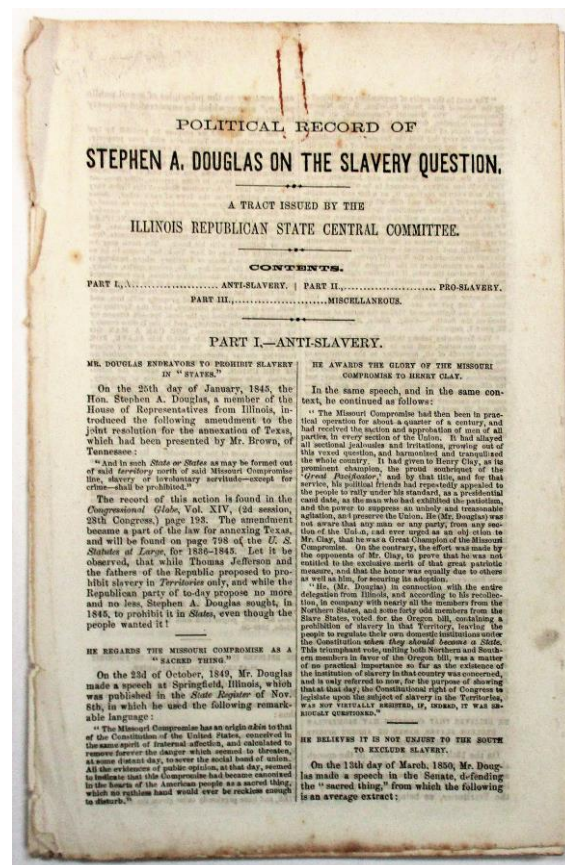 POLITICAL RECORD OF
STEPHEN A. DOUGLAS ON THE SLAVERY QUESTION.
A TRACT ISSUED BY THE
ILLINOIS REPUBLICAN STATE CENTRAL COMMITTEE.
CONTENTS.
PART I.,.................... ANTI-SLAVERY. | PART II.,...................... PRO-SLAVERY.
PART III.,......................MISCELLANEOUS.
PART I.—ANTI-SLAVERY.
MR. DOUGLAS ENDEAVORS TO PROHIBIT SLAVERY
IN "STATES."
On the 25th day of January, 1845, the
Hon. Stephen A. Douglas, a member of the
House of Representatives from Illinois, in-
troduced the following amendment to the
joint resolution for the annexation of Texas,
which had been presented by Mr. Brown, of
Tennessee:
"And in such State or States as may be formed out
of said territory north of said Missouri Compromise
line, slavery or involuntary servitude—except for
crime—shall be prohibited."
The record of this action is found in the
Congressional Globe, Vol. XIV, (2d session,
28th Congress,) page 193. The amendment
became a part of the law for annexing Texas,
and will be found on page 798 of the U. S.
Statutes at Large, for 1836-1845. Let it be
observed, that while Thomas Jefferson and
the fathers of the Republic proposed to pro-
hibit slavery in Territories only, and while the
Republican party of to-day propose no more
and no less, Stephen A. Douglas sought, in
1845, to prohibit it in States, even though the
people wanted it!
HE REGARDS THE MISSOURI COMPROMISE AS A
"SACRED THING"
On the 23d of October, 1849, Mr. Douglas
made a speech at Springfield, Illinois, which
was published in the State Register of Nov.
8th, in which he used the following remark-
able language:
"The Missouri Compromise has an origin akin to that
of the Constitution of the United States, conceived in
the same spirit of fraternal affection, and calculated to
remove forever the danger which seemed to threaten,
at some distant day, to sever the social bond of union.
All the evidences of public opinion, at that day, seemed
to indicate that this Compromise had become canonized
in the hearts of the American people as a sacred thing,
which no ruthless hand would ever be reckless enough
to disturb."
HE AWARDS THE GLORY OF THE MISSOURI
COMPROMISE TO HENRY CLAY.
In the same speech, and in the same con-
text, he continued as follows:
"The Missouri Compromise had then been in prac-
tical operation for about a quarter of a century, and
had received the sanction and approbation of men of all
parties, in every section of the Union. It had allayed
all sectional jealousies and irritations, growing out of
this vexed question, and harmonized and tranquilized
the whole country. It had given to Henry Clay, as its
prominent champion, the proud sobriquet of the
'Great Pacificator,' and by that title, and for that
service, his political friends had repeatedly appealed to
the people to rally under his standard, as a presidential
candidate, as the man who had exhibited the patriotism,
and the power to suppress an unholy and treasonable
agitation, and preserve the Union. He (Mr. Douglas) was
not aware that any man or any party, from any sec-
tion of the Union, had ever urged as an objection to
Mr. Clay, that he was a Great Champion of the Missouri
Compromise. On the contrary, the effort was made by
the opponents of Mr. Clay, to prove that he was not
entitled to the exclusive merit of that great patriotic
measure, and that the honor was equally due to others
as well as him, for securing its adoption.
"He, (Mr. Douglas) in connection with the entire
delegation from Illinois, and according to his recollec-
tion, in company with nearly all the members from the
Northern States, and some forty odd members from the
Slave States, voted for the Oregon bill, containing a
prohibition of slavery in that Territory, leaving the
people to regulate their own domestic institutions under
the Constitution when they should become a State.
This triumphant vote, uniting both Northern and South-
ern members in favor of the Oregon bill, was a matter
of no practical importance so far as the existence of
the institution of slavery in that country was concerned,
and is only referred to now, for the purpose of showing
that at that day, the Constitutional right of Congress to
legislate upon the subject of slavery in the Territories,
WAS NOT VIRTUALLY RESISTED, IF, INDEED, IT WAS SE-
RIOUSLY QUESTIONED."
HE BELIEVES IT IS NOT UNJUST TO THE SOUTH
TO EXCLUDE SLAVERY.
On the 13th day of March, 1850, Mr. Doug-
las made a speech in the Senate, defending
the "sacred thing," from which the following
is an average extract: